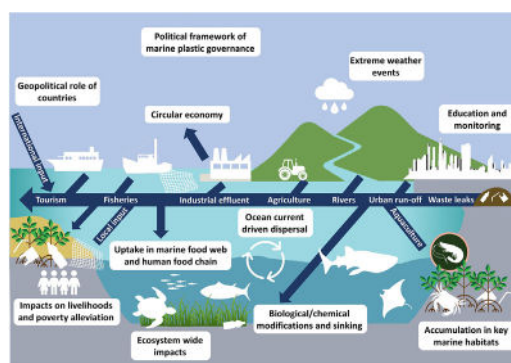 Political framework of
marine plastic governance
Extreme weather
events
Geopolitical role of
countries
Circular economy
Education and
monitoring
International input
Tourism
Fisheries
Industrial effluent
Agriculture
Rivers
Urban run-off
Waste leaks
Local input
Aquaculture
Ocean current
driven dispersal
Uptake in marine food web
and human food chain
Impacts on livelihoods
and poverty alleviation
Ecosystem wide
impacts
Biological/chemical
modifications and sinking
Accumulation in key
marine habitats